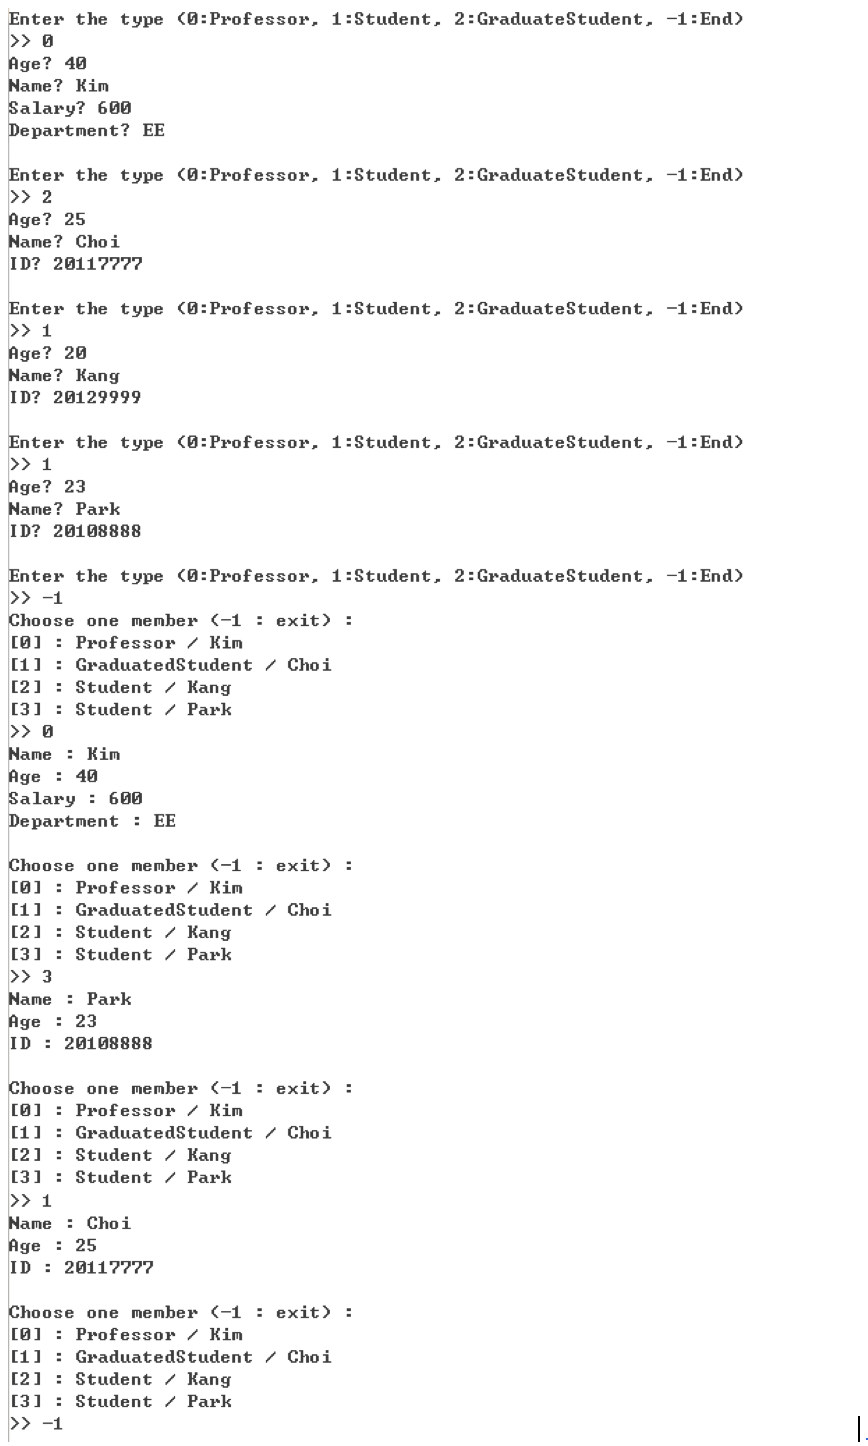 Enter the type (0:Professor, 1:Student, 2:GraduateStudent, -1:End)
>> 0
Age? 40
Name? Kim
Salary? 600
Department? EE
Enter the type (0:Professor, 1:Student, 2:GraduateStudent, -1:End)
>> 2
Age? 25
Name? Choi
ID? 20117777
Enter the type (0:Professor, 1:Student, 2:GraduateStudent, -1:End)
>> 1
Age? 20
Name? Kang
ID? 20129999
Enter the type (0:Professor, 1:Student, 2:GraduateStudent, -1:End)
>> 1
Age? 23
Name? Park
ID? 20108888
Enter the type (0:Professor, 1:Student, 2:GraduateStudent, -1:End)
>> -1
Choose one member (-1 : exit) :
[0] : Professor / Kim
[1] : GraduatedStudent / Choi
[2] : Student / Kang
[3] : Student / Park
>> 0
Name : Kim
Age : 40
Salary : 600
Department : EE
Choose one member (-1 : exit) :
[0] : Professor / Kim
[1] : GraduatedStudent / Choi
[2] : Student / Kang
[3] : Student / Park
>> 3
Name : Park
Age : 23
ID : 20108888
Choose one member (-1 : exit) :
[0] : Professor / Kim
[1] : GraduatedStudent / Choi
[2] : Student / Kang
[3] : Student / Park
>> 1
Name : Choi
Age : 25
ID : 20117777
Choose one member (-1 : exit) :
[0] : Professor / Kim
[1] : GraduatedStudent / Choi
[2] : Student / Kang
[3] : Student / Park
>> -1